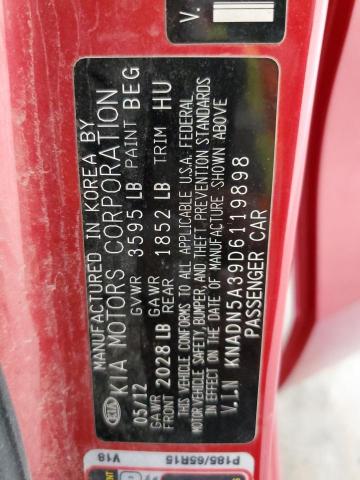 MANUFACTURED IN KOREA BY
KIA KIA MOTORS CORPORATION
05/12 GVWR 3595 LB PAINT BEG
GAWR FRONT 2028 LB GAWR REAR 1852 LB TRIM HU
THIS VEHICLE CONFORMS TO ALL APPLICABLE U.S.A. FEDERAL
MOTOR VEHICLE SAFETY, BUMPER, AND THEFT PREVENTION STANDARDS
IN EFFECT ON THE DATE OF MANUFACTURE SHOWN ABOVE
V.I.N KNADN5A39D6119898
PASSENGER CAR
V.
V18
P185/65R15